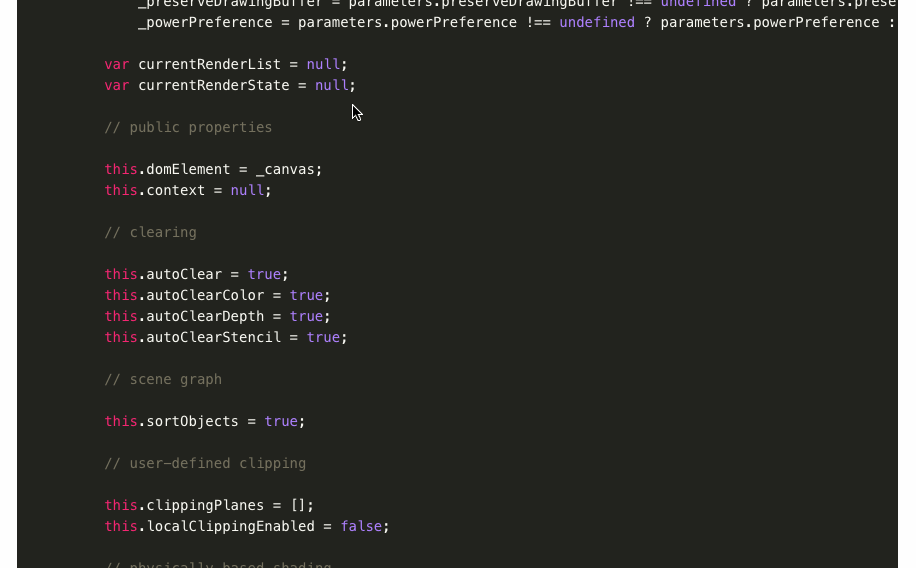 _preserveDrawingBuffer = parameters.preserveDrawingBuffer !== undefined ? parameters.prese
_powerPreference = parameters.powerPreference !== undefined ? parameters.powerPreference :
var currentRenderList = null;
var currentRenderState = null;
// public properties
this.domElement = _canvas;
this.context = null;
// clearing
this.autoClear = true;
this.autoClearColor = true;
this.autoClearDepth = true;
this.autoClearStencil = true;
// scene graph
this.sortObjects = true;
// user-defined clipping
this.clippingPlanes = [];
this.localClippingEnabled = false;
// physically based shading